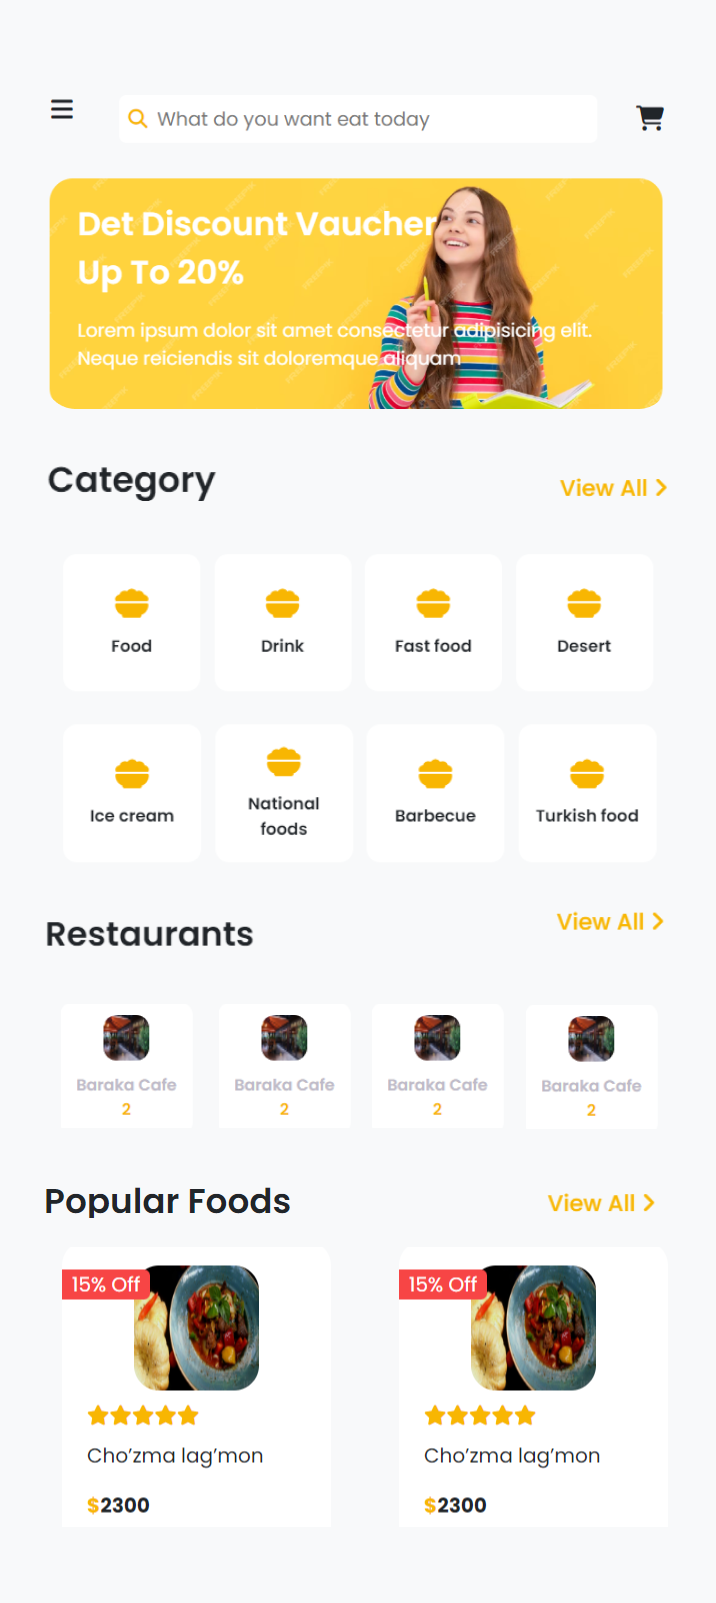 What do you want eat today
Det Discount Vaucher
Up To 20%
Lorem ipsum dolor sit amet consectetur adipisicing elit.
Neque reiciendis sit doloremque aliquam
Category
View All
Food
Drink
Fast food
Desert
Ice cream
National
foods
Barbecue
Turkish food
Restaurants
View All
Baraka Cafe
2
Baraka Cafe
2
Baraka Cafe
2
Baraka Cafe
2
Popular Foods
View All
15% Off
Cho’zma lag’mon
$2300
15% Off
Cho’zma lag’mon
$2300